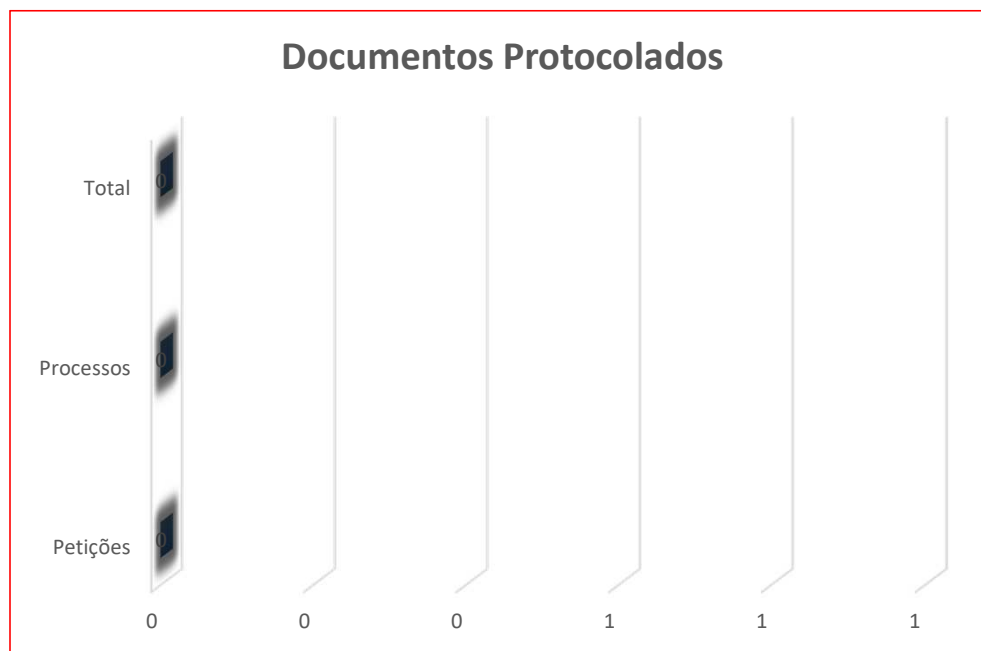 Documentos Protocolados
Total
0
Processos
0
Petições
0
0 0 0 1 1 1